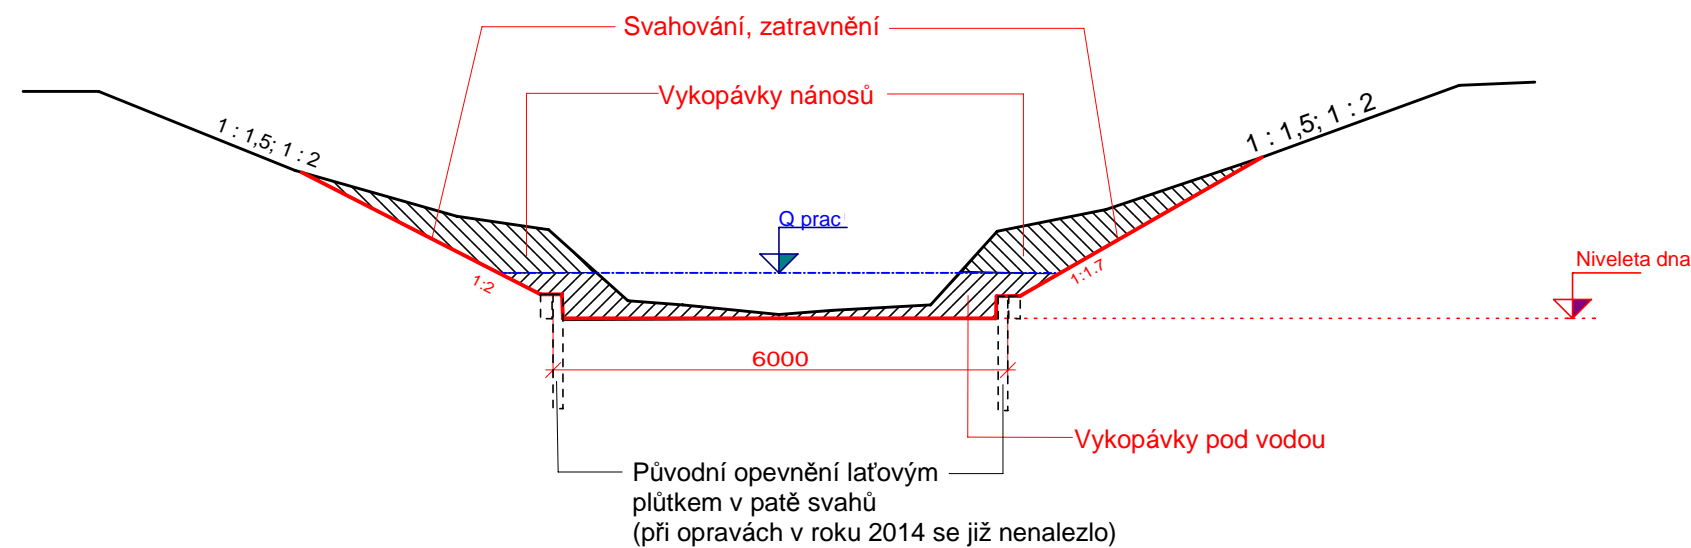 Svahování, zatravnění
Vykopávky nánosů
1 : 1,5; 1 : 2
1 : 1,5; 1 : 2
Q prac
Niveleta dna
1:2
1:1.7
6000
Vykopávky pod vodou
Původní opevnění laťovým
plůtkem v patě svahů
(při opravách v roku 2014 se již nenalezlo)